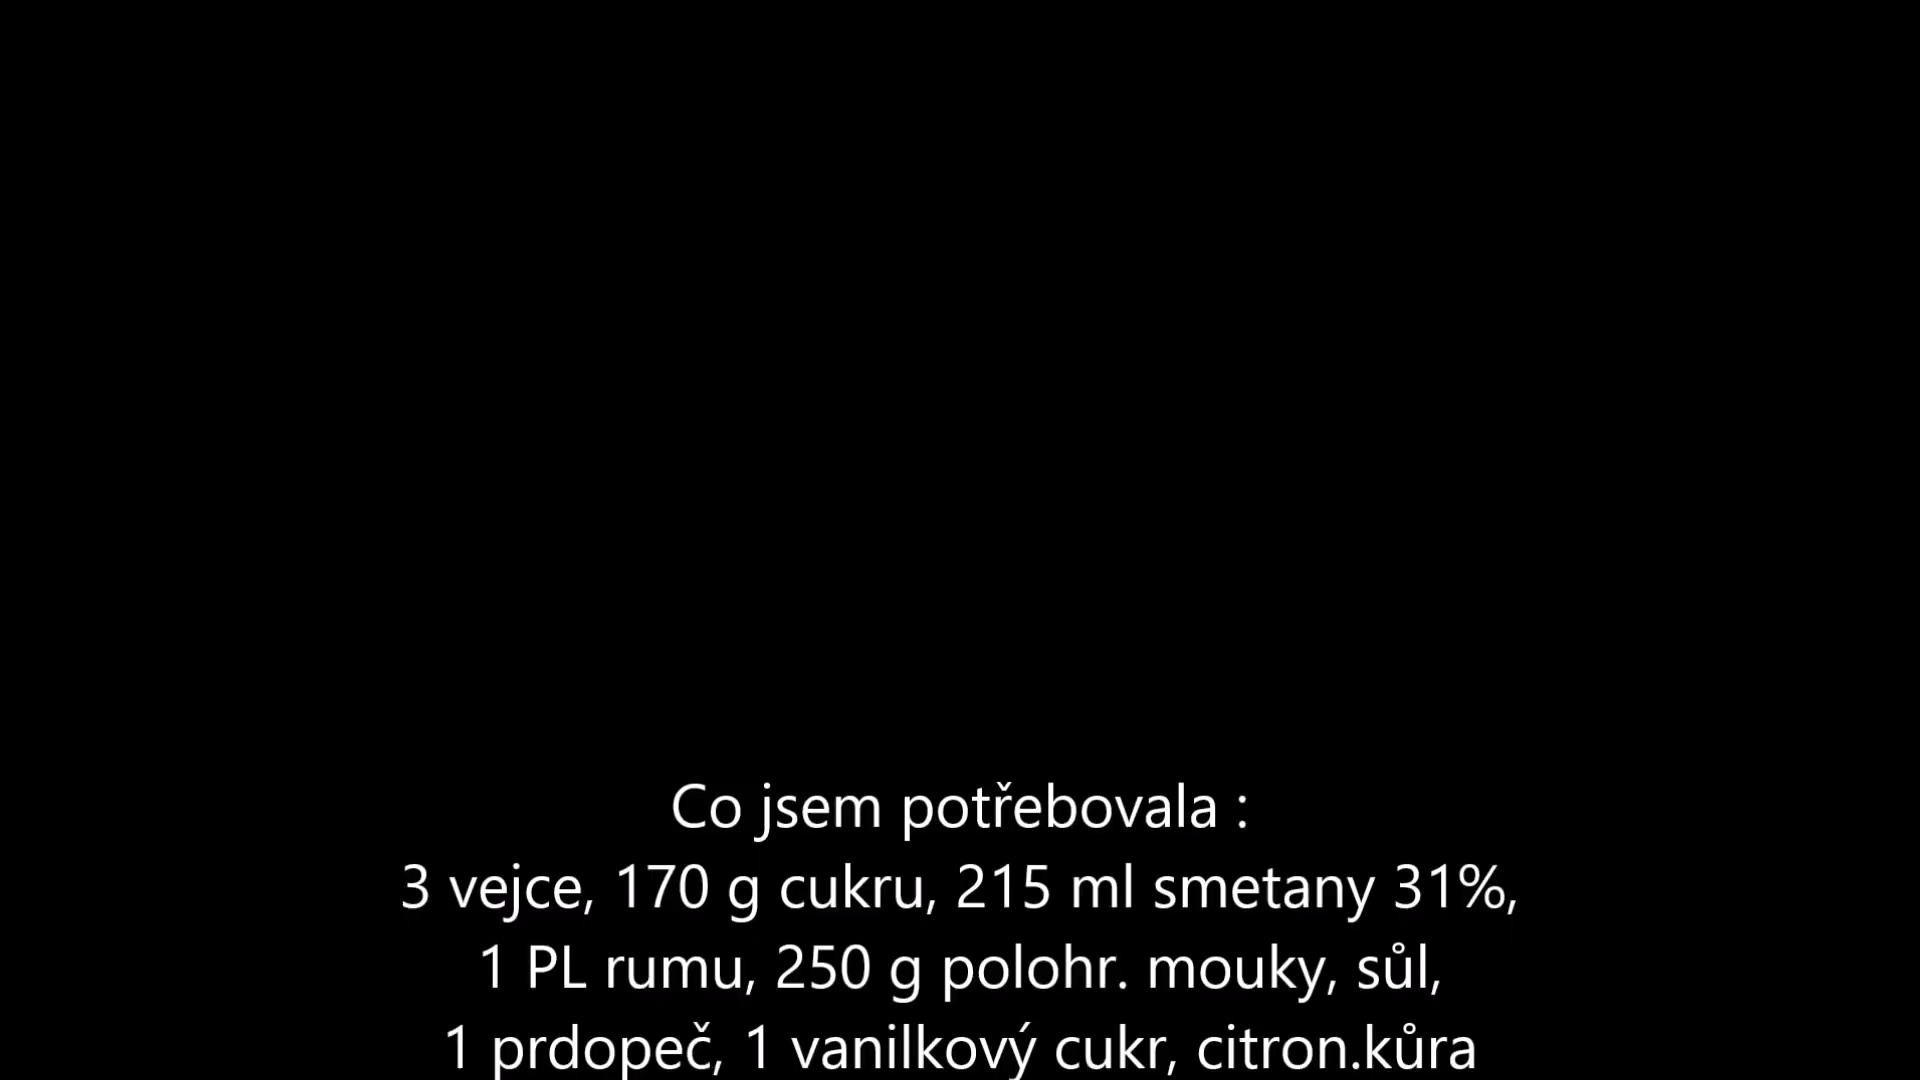 Co jsem potřebovala :
3 vejce, 170 g cukru, 215 ml smetany 31%,
1 PL rumu, 250 g polohr. mouky, sůl,
1 prdopeč, 1 vanilkový cukr, citron.kůra